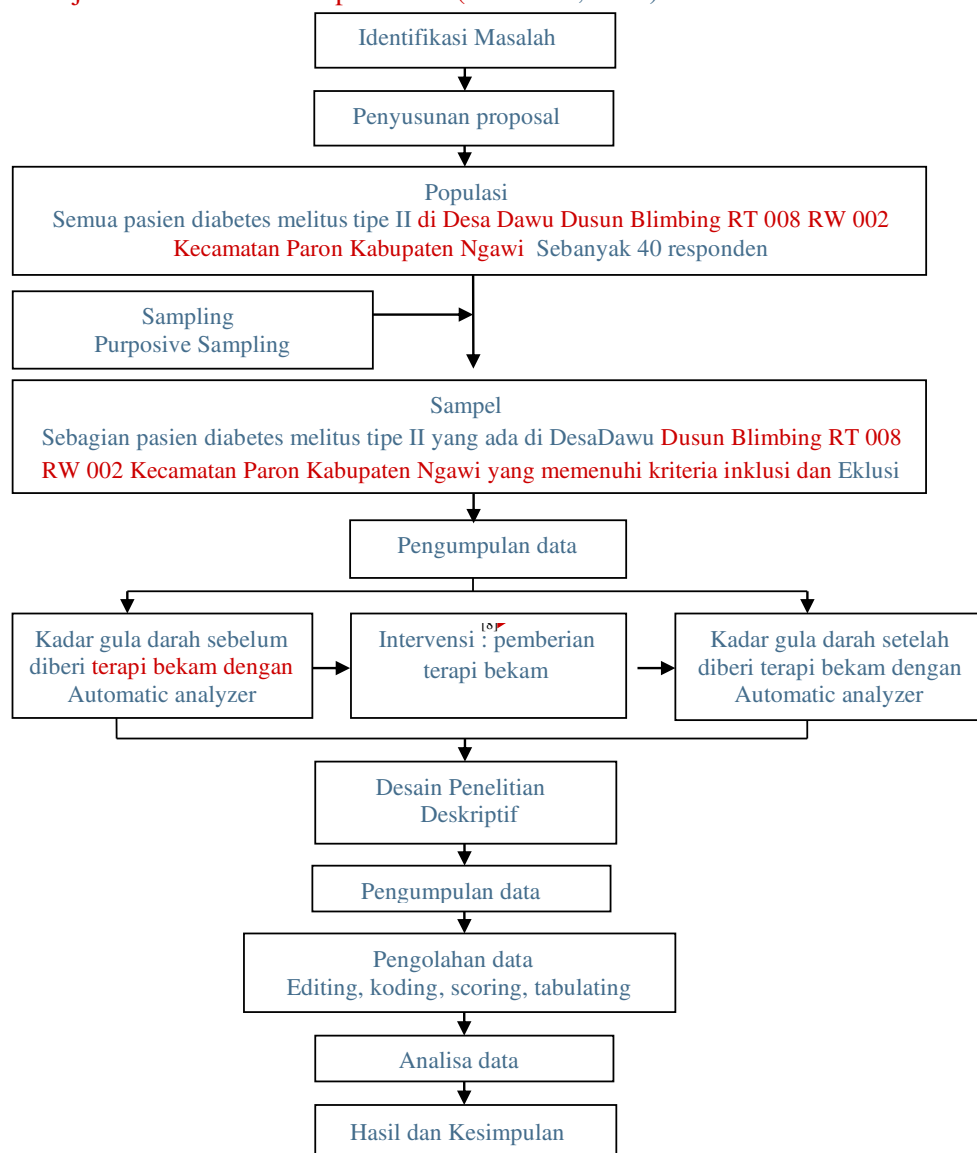 Identifikasi Masalah
Penyusunan proposal
Populasi
Semua pasien diabetes melitus tipe II di Desa Dawu Dusun Blimbing RT 008 RW 002
Kecamatan Paron Kabupaten Ngawi Sebanyak 40 responden
Sampling
Purposive Sampling
Sampel
Sebagian pasien diabetes melitus tipe II yang ada di DesaDawu Dusun Blimbing RT 008
RW 002 Kecamatan Paron Kabupaten Ngawi yang memenuhi kriteria inklusi dan Eklusi
Pengumpulan data
Kadar gula darah sebelum
diberi terapi bekam dengan
Automatic analyzer
Intervensi : pemberian
terapi bekam
Kadar gula darah setelah
diberi terapi bekam dengan
Automatic analyzer
Desain Penelitian
Deskriptif
Pengumpulan data
Pengolahan data
Editing, koding, scoring, tabulating
Analisa data
Hasil dan Kesimpulan